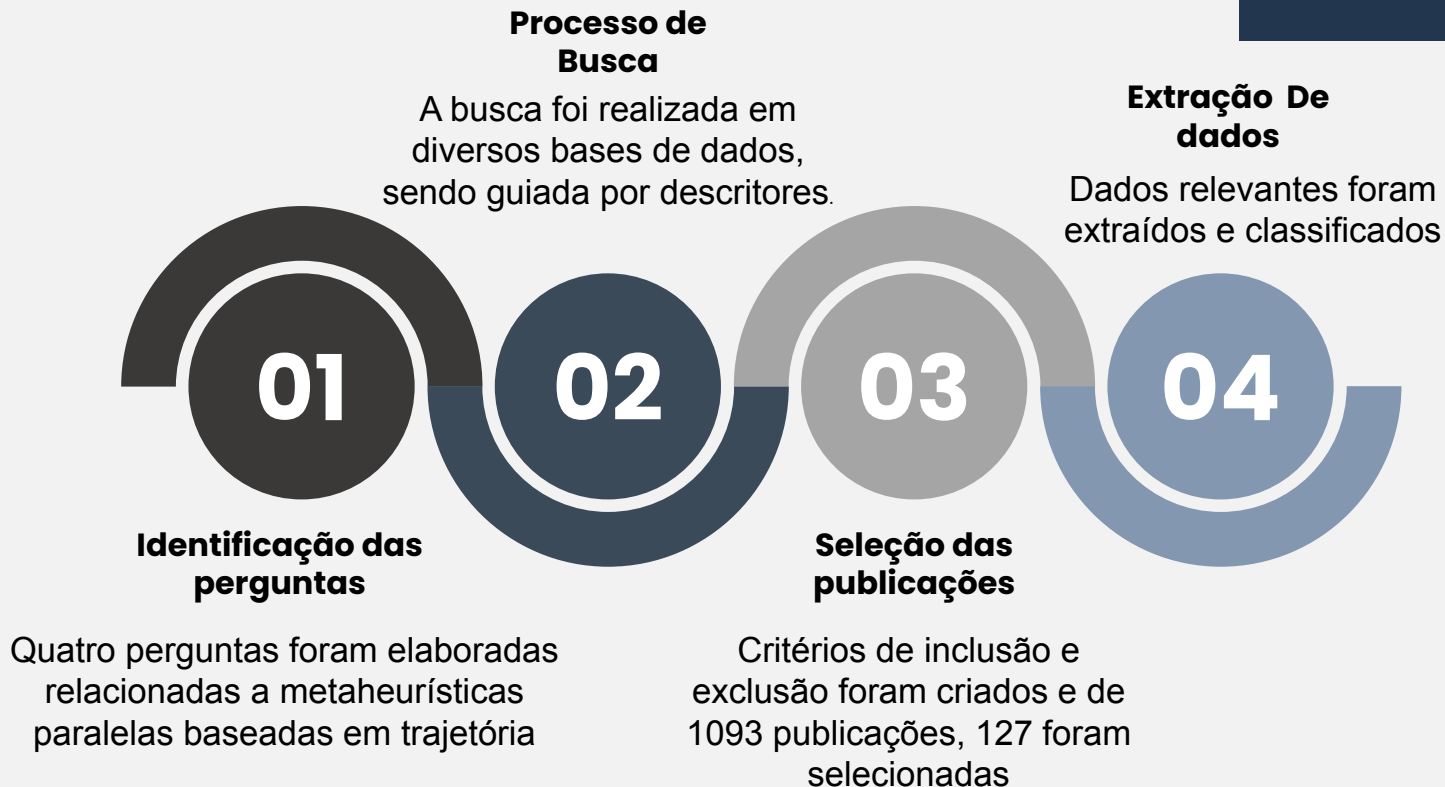 Processo de
Busca
A busca foi realizada em
diversos bases de dados,
sendo guiada por descritores.
Extração De
dados
Dados relevantes foram
extraídos e classificados
01
02
03
04
Identificação das
perguntas
Quatro perguntas foram elaboradas
relacionadas a metaheurísticas
paralelas baseadas em trajetória
Seleção das
publicações
Critérios de inclusão e
exclusão foram criados e de
1093 publicações, 127 foram
selecionadas